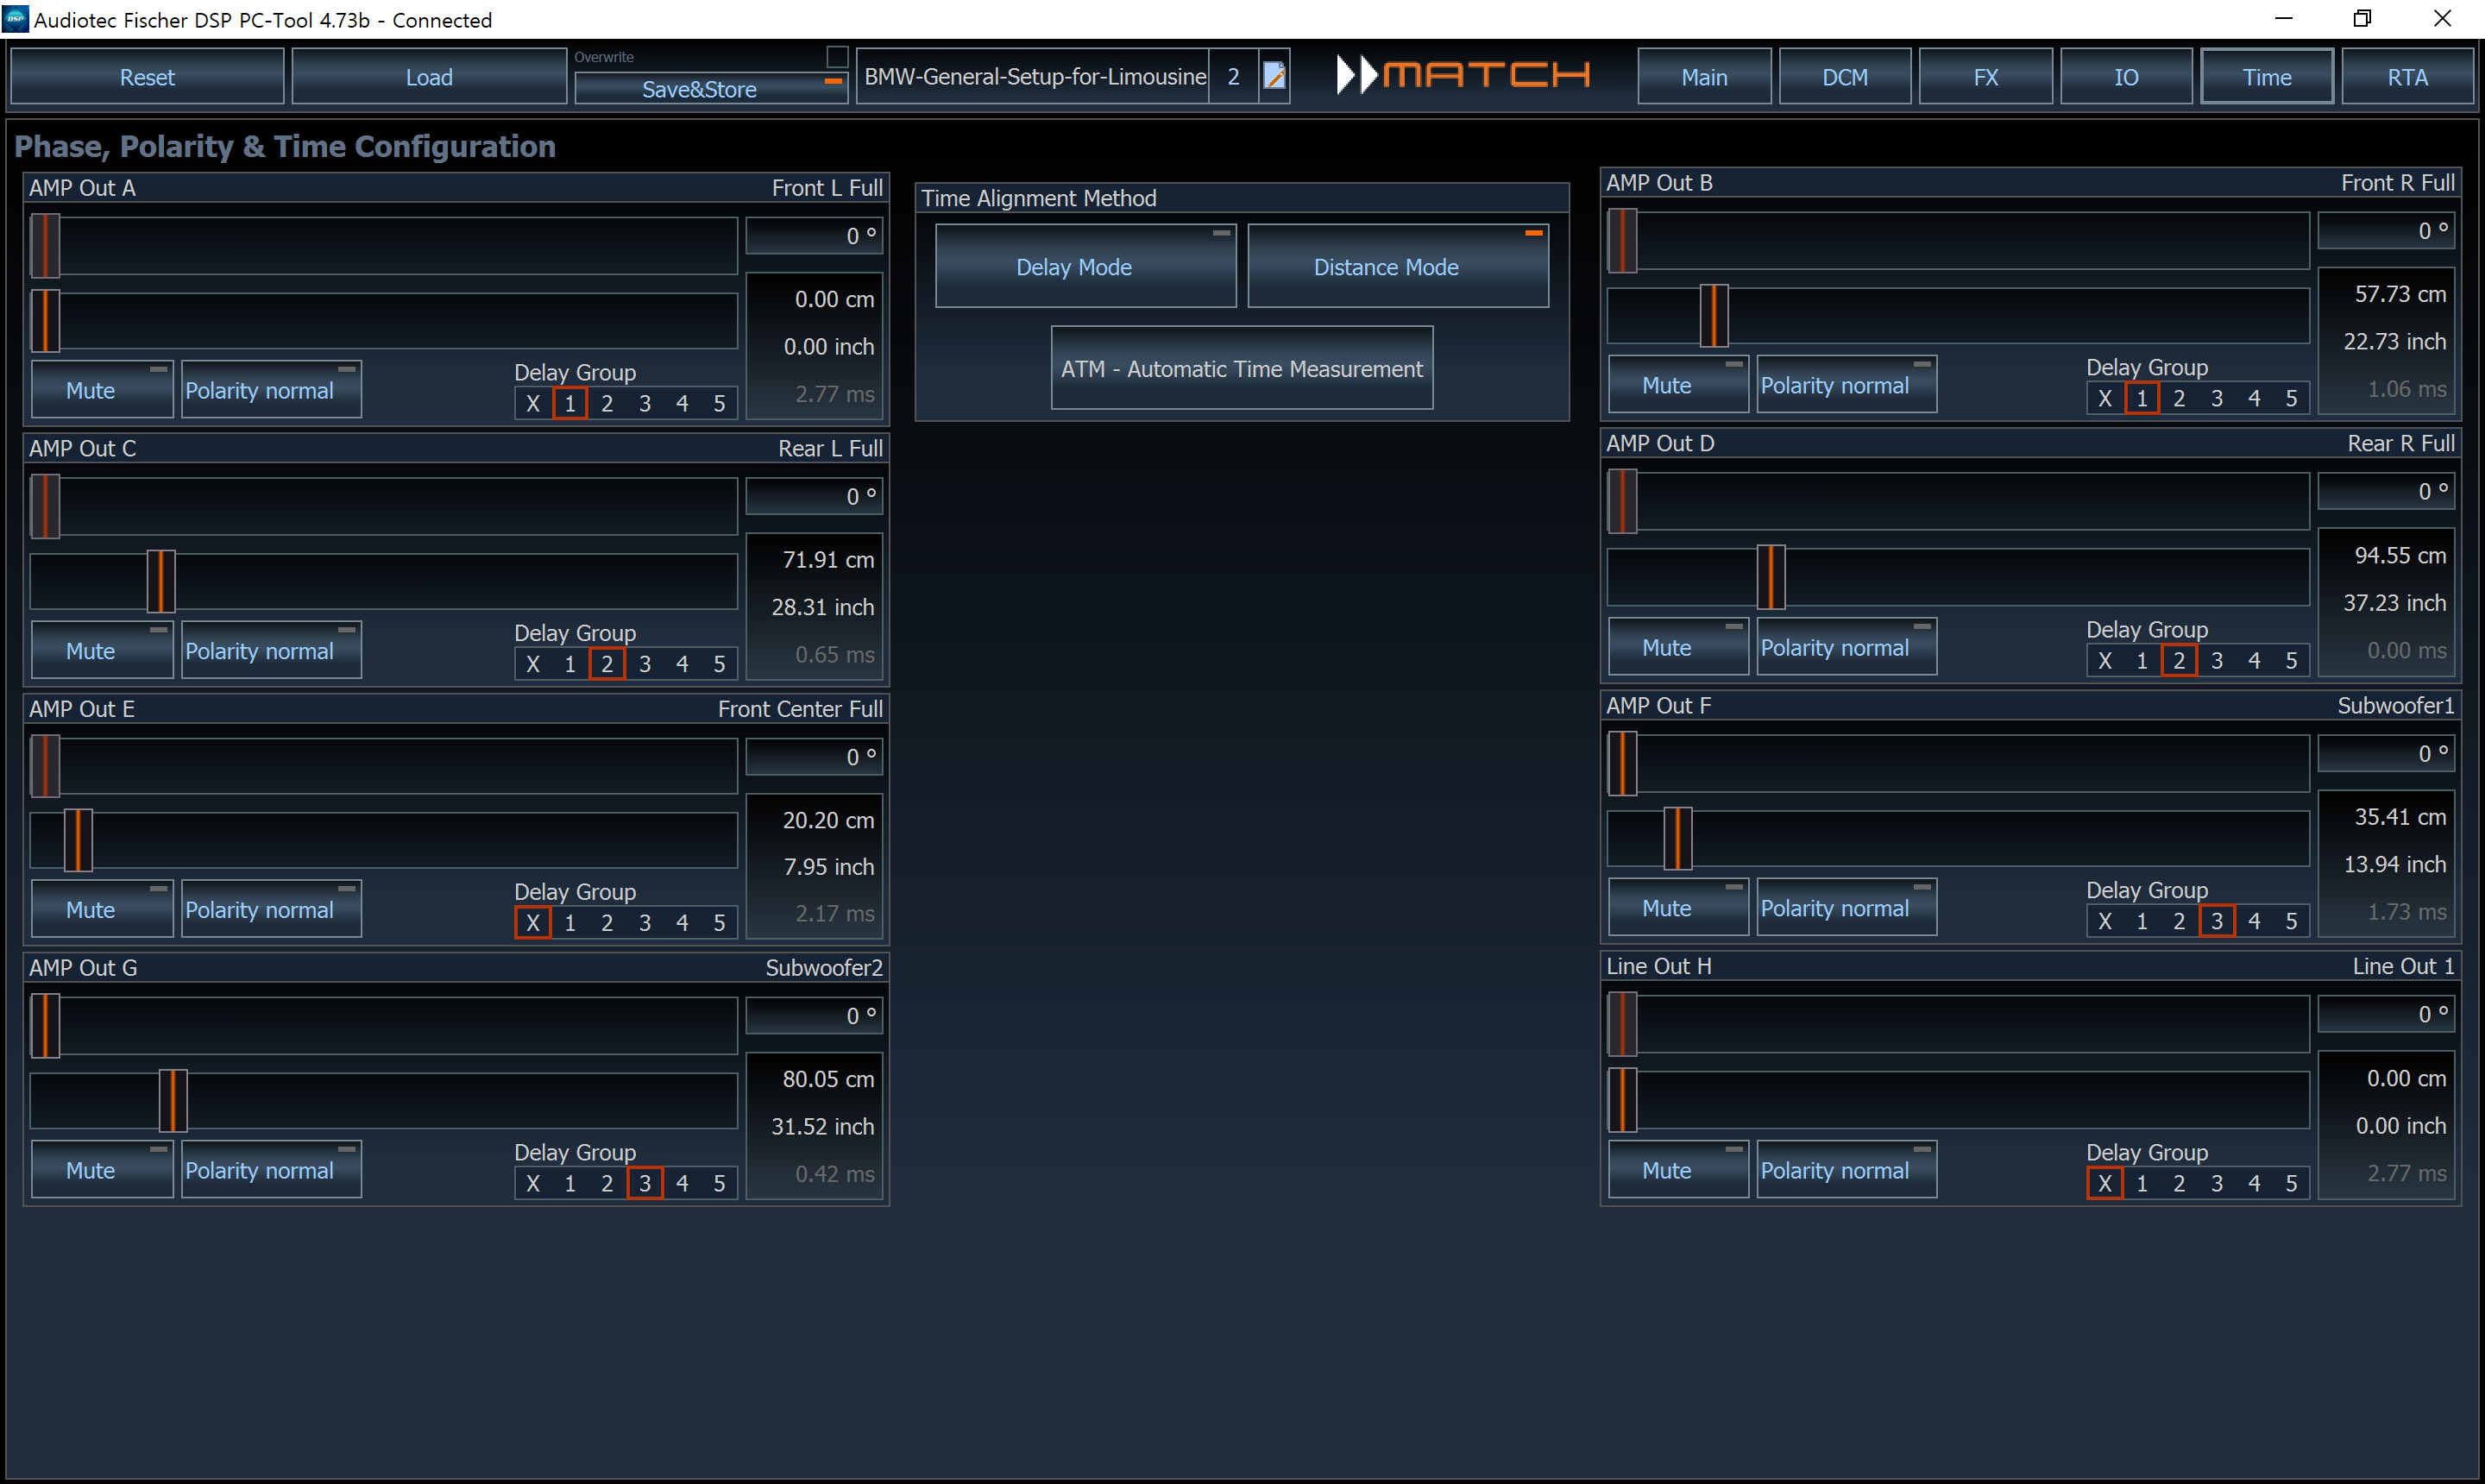 Audiotec Fischer DSP PC-Tool 4.73b - Connected
Reset
Load
Overwrite
Save&Store
BMW-General-Setup-for-Limousine
2
MATCH
Main
DCM
FX
IO
Time
RTA
Phase, Polarity & Time Configuration
AMP Out A
Front L Full
0 °
0.00 cm
0.00 inch
2.77 ms
Mute
Polarity normal
Delay Group
X 1 2 3 4 5
Time Alignment Method
Delay Mode
Distance Mode
ATM - Automatic Time Measurement
AMP Out B
Front R Full
0 °
57.73 cm
22.73 inch
1.06 ms
Mute
Polarity normal
Delay Group
X 1 2 3 4 5
AMP Out C
Rear L Full
0 °
71.91 cm
28.31 inch
0.65 ms
Mute
Polarity normal
Delay Group
X 1 2 3 4 5
AMP Out D
Rear R Full
0 °
94.55 cm
37.23 inch
0.00 ms
Mute
Polarity normal
Delay Group
X 1 2 3 4 5
AMP Out E
Front Center Full
0 °
20.20 cm
7.95 inch
2.17 ms
Mute
Polarity normal
Delay Group
X 1 2 3 4 5
AMP Out F
Subwoofer1
0 °
35.41 cm
13.94 inch
1.73 ms
Mute
Polarity normal
Delay Group
X 1 2 3 4 5
AMP Out G
Subwoofer2
0 °
80.05 cm
31.52 inch
0.42 ms
Mute
Polarity normal
Delay Group
X 1 2 3 4 5
Line Out H
Line Out 1
0 °
0.00 cm
0.00 inch
2.77 ms
Mute
Polarity normal
Delay Group
X 1 2 3 4 5